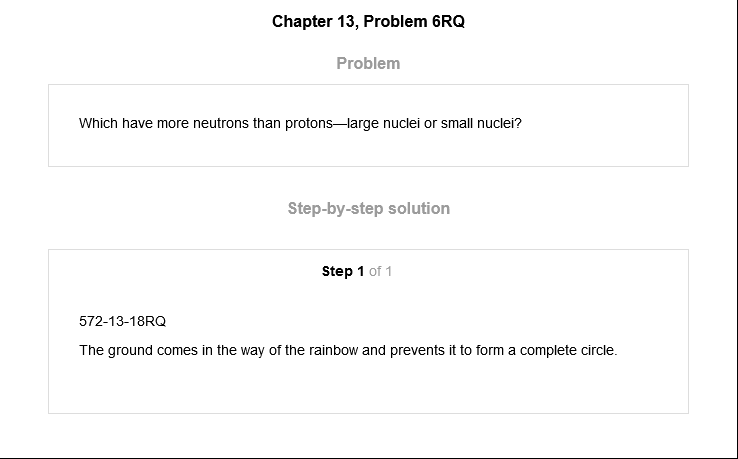 Chapter 13, Problem 6RQ
Problem
Which have more neutrons than protons—large nuclei or small nuclei?
Step-by-step solution
Step 1 of 1
572-13-18RQ
The ground comes in the way of the rainbow and prevents it to form a complete circle.